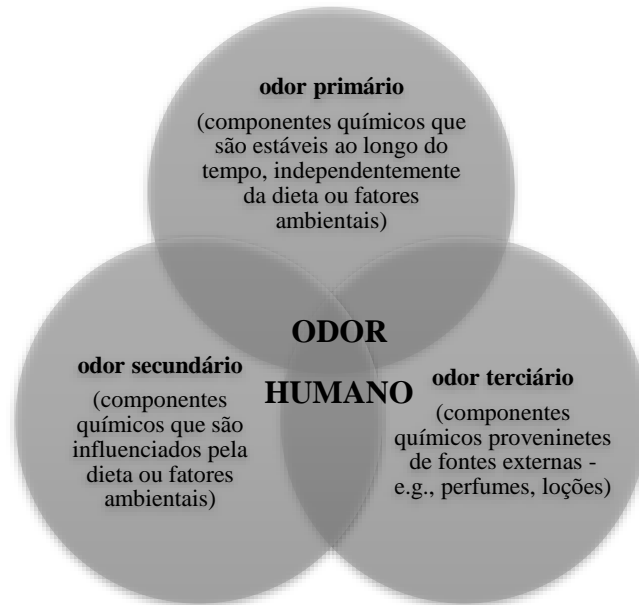 odor primário
(componentes químicos que
são estáveis ao longo do
tempo, independentemente
da dieta ou fatores
ambientais)
ODOR
HUMANO
odor secundário
(componentes
químicos que são
influenciados pela
dieta ou fatores
ambientais)
odor terciário
(componentes
químicos proveninetes
de fontes externas -
e.g., perfumes, loções)